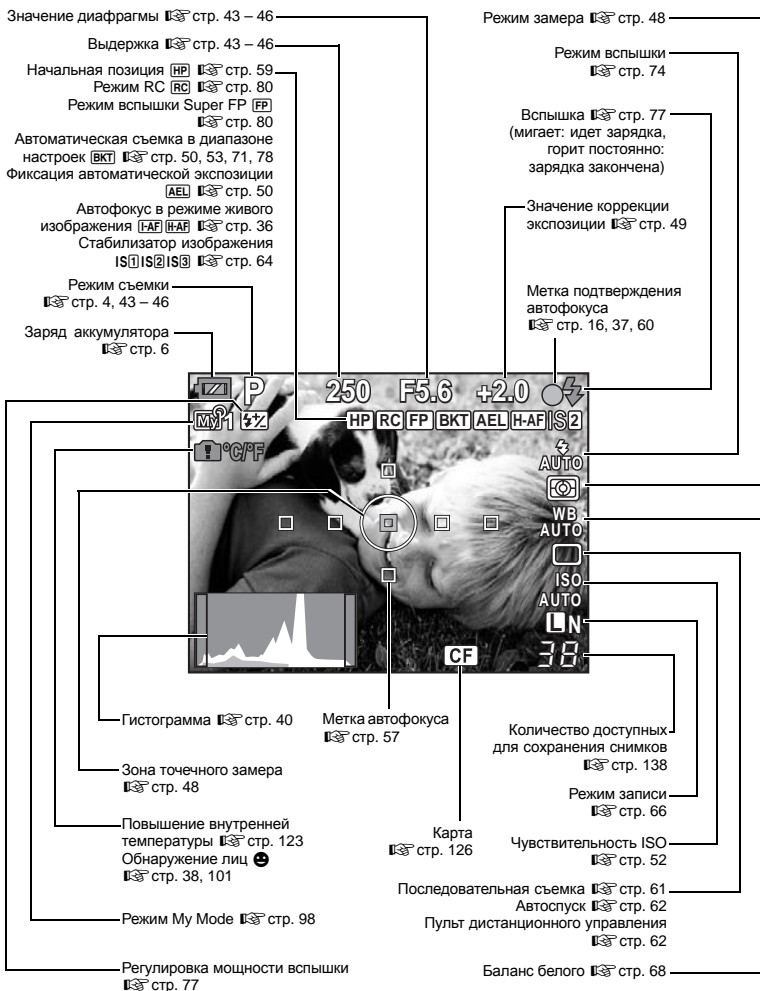 Значение диафрагмы ☞ стр. 43 – 46
Выдержка ☞ стр. 43 – 46
Начальная позиция HP ☞ стр. 59
Режим RC RC ☞ стр. 80
Режим вспышки Super FP FP
☞ стр. 80
Автоматическая съемка в диапазоне
настроек BKT ☞ стр. 50, 53, 71, 78
Фиксация автоматической экспозиции
AEL ☞ стр. 50
Автофокус в режиме живого
изображения I-AF H-AF ☞ стр. 36
Стабилизатор изображения
IS1 IS2 IS3 ☞ стр. 64
Режим съемки
☞ стр. 4, 43 – 46
Заряд аккумулятора
☞ стр. 6
Режим замера ☞ стр. 48
Режим вспышки
☞ стр. 74
Вспышка ☞ стр. 77
(мигает: идет зарядка,
горит постоянно:
зарядка закончена)
Значение коррекции
экспозиции ☞ стр. 49
Метка подтверждения
автофокуса
☞ стр. 16, 37, 60
P 250 F5.6 +2.0
My1 HP RC FP BKT AEL H-AF IS2
°C/°F
AUTO
WB
AUTO
ISO
AUTO
L N
CF 38
Гистограмма ☞ стр. 40
Зона точечного замера
☞ стр. 48
Повышение внутренней
температуры ☞ стр. 123
Обнаружение лиц
☞ стр. 38, 101
Режим My Mode ☞ стр. 98
Регулировка мощности вспышки
☞ стр. 77
Метка автофокуса
☞ стр. 57
Карта
☞ стр. 126
Количество доступных
для сохранения снимков
☞ стр. 138
Режим записи
☞ стр. 66
Чувствительность ISO
☞ стр. 52
Последовательная съемка ☞ стр. 61
Автоспуск ☞ стр. 62
Пульт дистанционного управления
☞ стр. 62
Баланс белого ☞ стр. 68